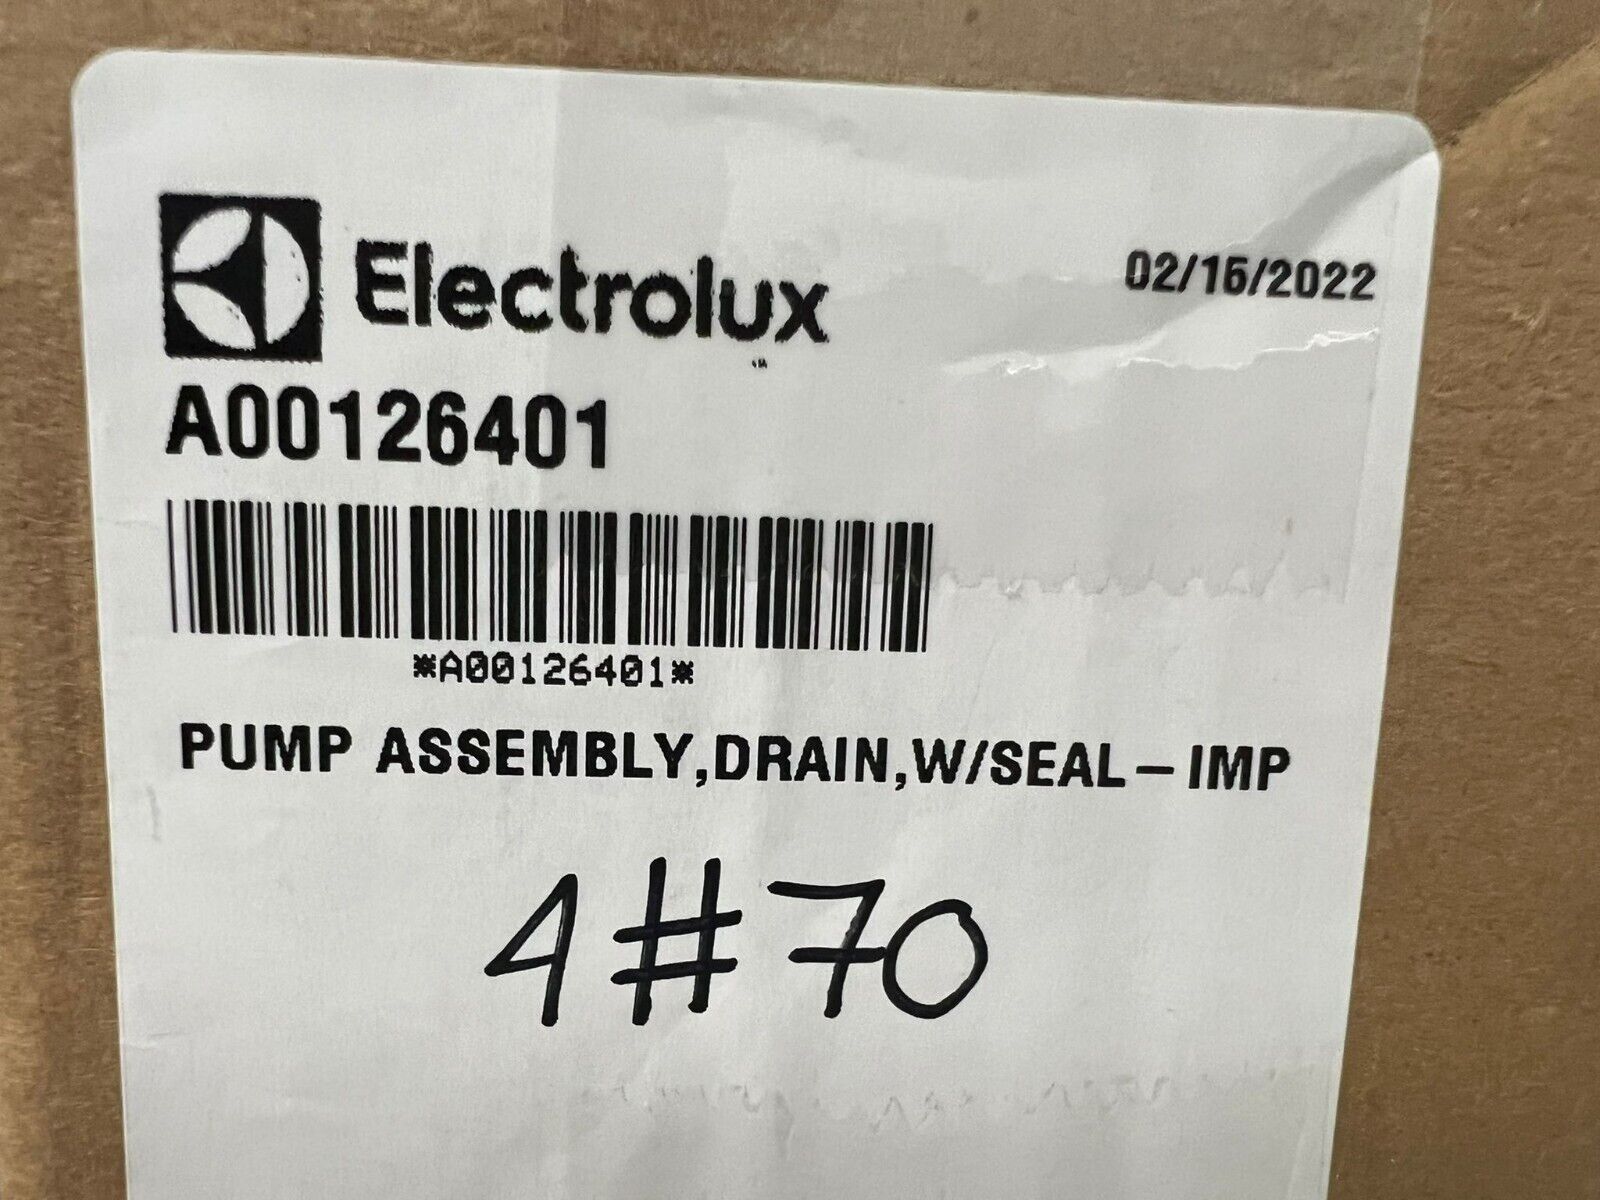 Electrolux
02/16/2022
A00126401
*A00126401*
PUMP ASSEMBLY,DRAIN,W/SEAL-IMP
4#70